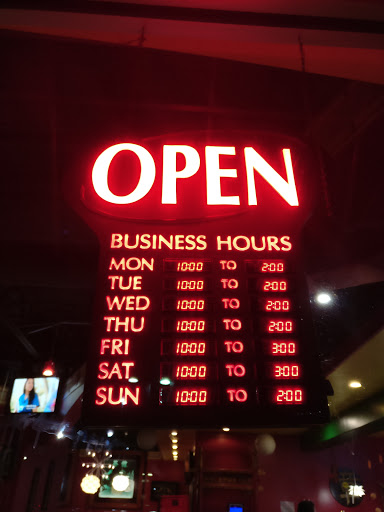 OPEN
BUSINESS HOURS
MON 10:00 TO 2:00
TUE 10:00 TO 2:00
WED 10:00 TO 2:00
THU 10:00 TO 2:00
FRI 10:00 TO 3:00
SAT 10:00 TO 3:00
SUN 10:00 TO 2:00